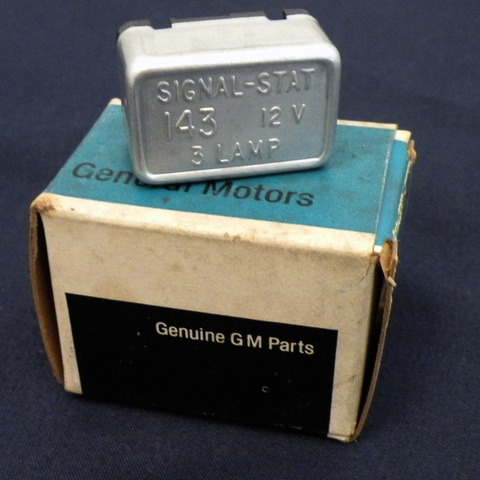 SIGNAL-STAT
143 12 V
3 LAMP
General Motors
Genuine GM Parts